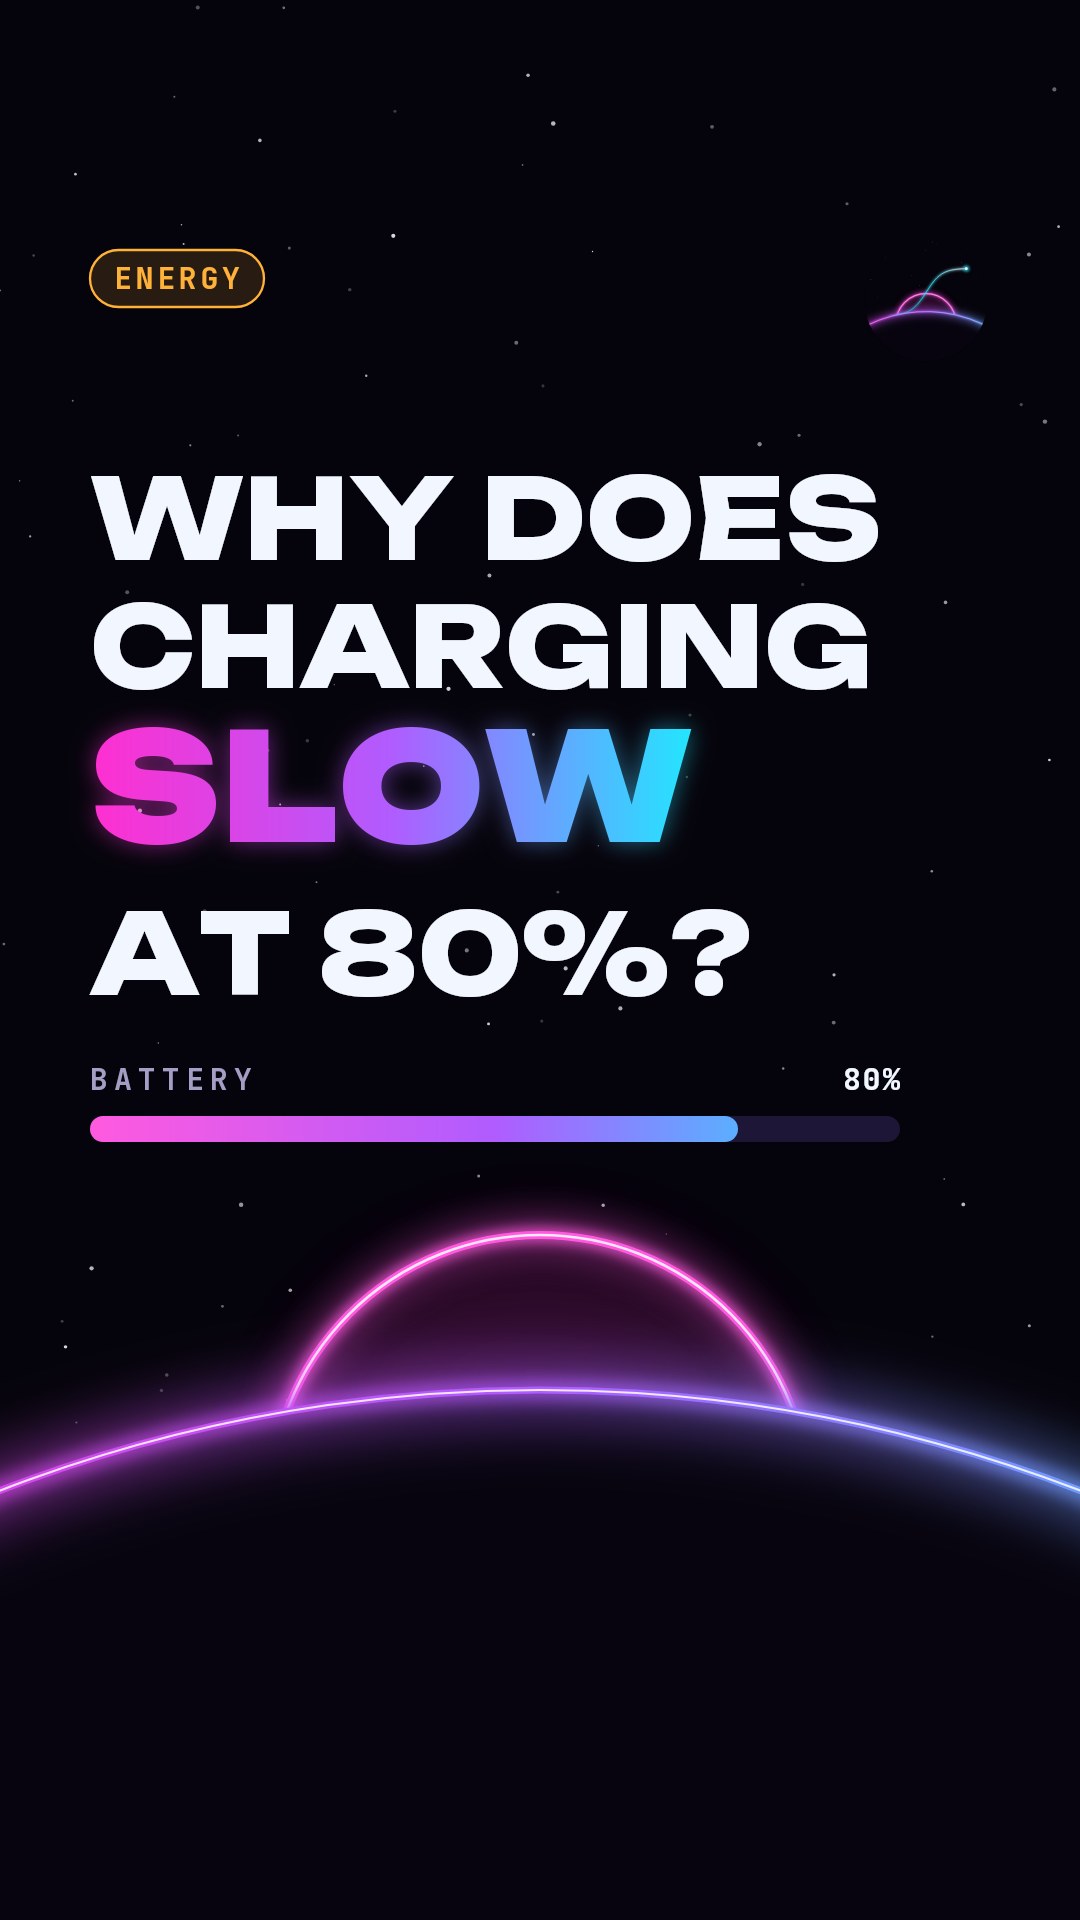 ENERGY
WHY DOES
CHARGING
SLOW
AT 80%?
BATTERY 80%